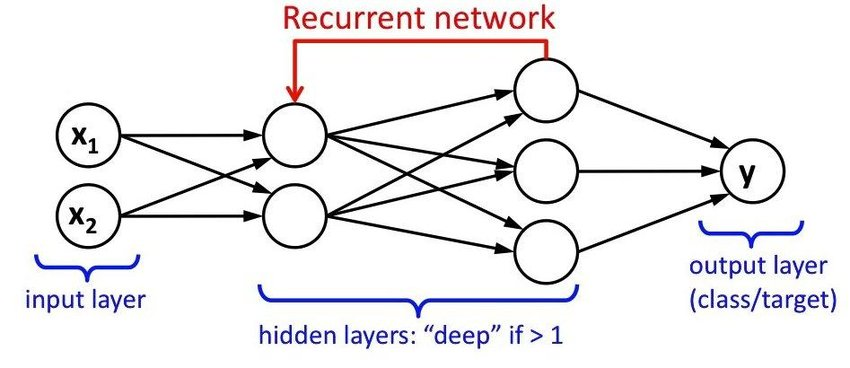 Recurrent network
x1
x2
y
input layer
output layer
(class/target)
hidden layers: “deep” if > 1